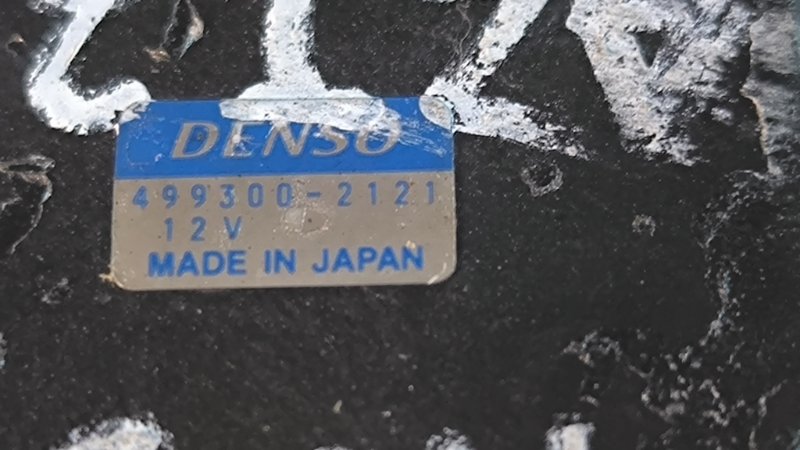 DENSO
499300-2121
12V
MADE IN JAPAN